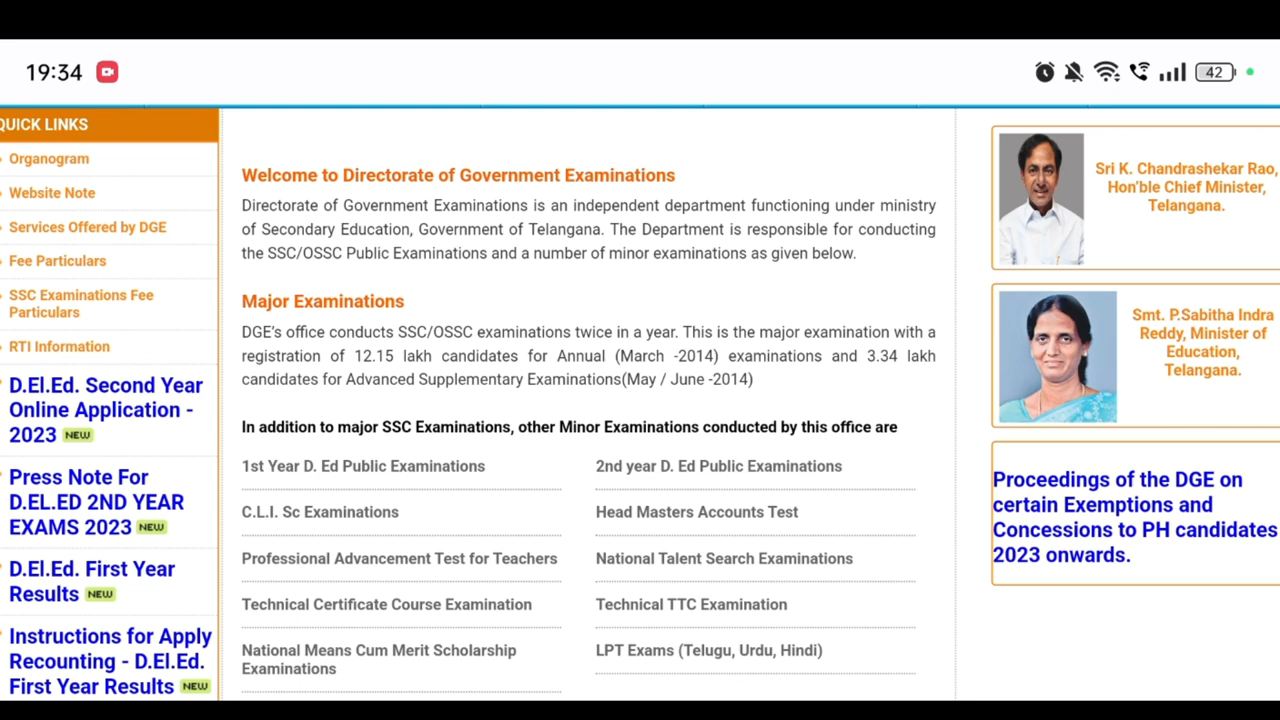 19:34
42
QUICK LINKS
Organogram
Website Note
Services Offered by DGE
Fee Particulars
SSC Examinations Fee
Particulars
RTI Information
D.El.Ed. Second Year
Online Application -
2023 NEW
Press Note For
D.EL.ED 2ND YEAR
EXAMS 2023 NEW
D.El.Ed. First Year
Results NEW
Instructions for Apply
Recounting - D.El.Ed.
First Year Results NEW
Welcome to Directorate of Government Examinations
Directorate of Government Examinations is an independent department functioning under ministry
of Secondary Education, Government of Telangana. The Department is responsible for conducting
the SSC/OSSC Public Examinations and a number of minor examinations as given below.
Major Examinations
DGE's office conducts SSC/OSSC examinations twice in a year. This is the major examination with a
registration of 12.15 lakh candidates for Annual (March -2014) examinations and 3.34 lakh
candidates for Advanced Supplementary Examinations(May / June -2014)
In addition to major SSC Examinations, other Minor Examinations conducted by this office are
1st Year D. Ed Public Examinations
2nd year D. Ed Public Examinations
C.L.I. Sc Examinations
Head Masters Accounts Test
Professional Advancement Test for Teachers
National Talent Search Examinations
Technical Certificate Course Examination
Technical TTC Examination
National Means Cum Merit Scholarship
Examinations
LPT Exams (Telugu, Urdu, Hindi)
Sri K. Chandrashekar Rao,
Hon'ble Chief Minister,
Telangana.
Smt. P.Sabitha Indra
Reddy, Minister of
Education,
Telangana.
Proceedings of the DGE on
certain Exemptions and
Concessions to PH candidates
2023 onwards.